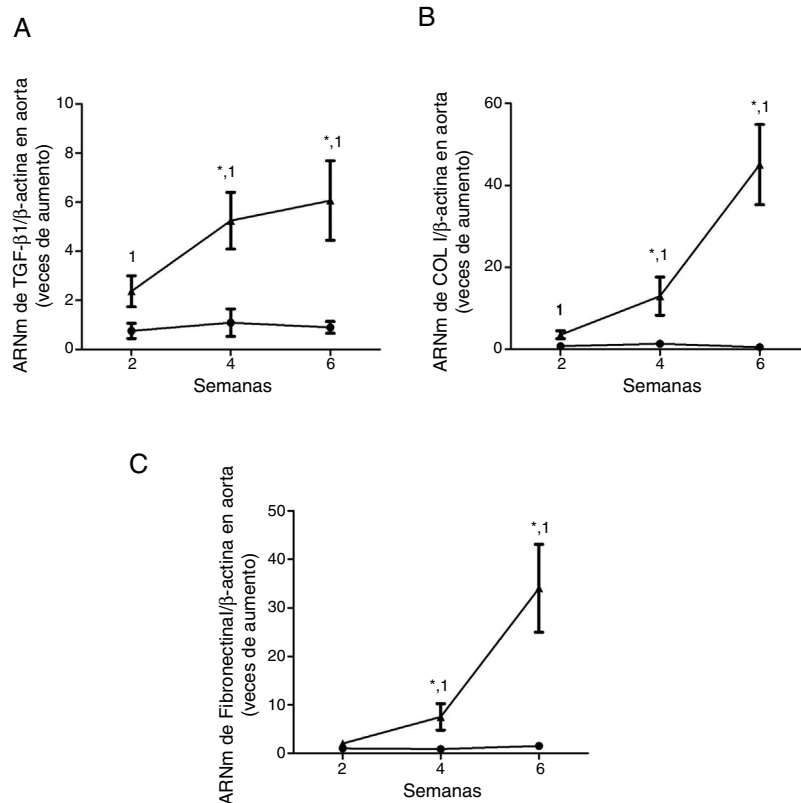 A
ARNm de TGF-β1/β-actina en aorta
(veces de aumento)
10
8
6
4
2
0
1
*,1
*,1
2
4
6
Semanas
B
ARNm de COL I/β-actina en aorta
(veces de aumento)
60
40
20
0
1
*,1
*,1
2
4
6
Semanas
C
ARNm de Fibronectinal/β-actina en aorta
(veces de aumento)
50
40
30
20
10
0
*,1
*,1
2
4
6
Semanas